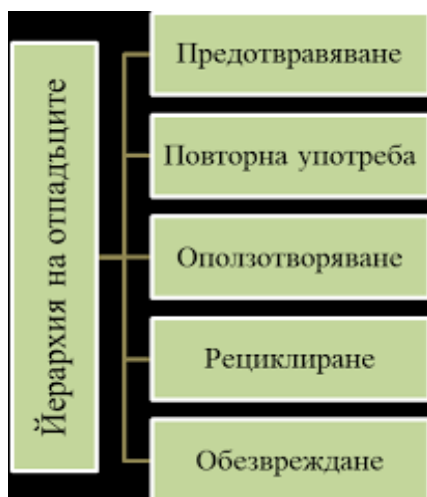 Йерархия на отпадъците
Предотвравяване
Повторна употреба
Оползотворяване
Рециклиране
Обезвреждане